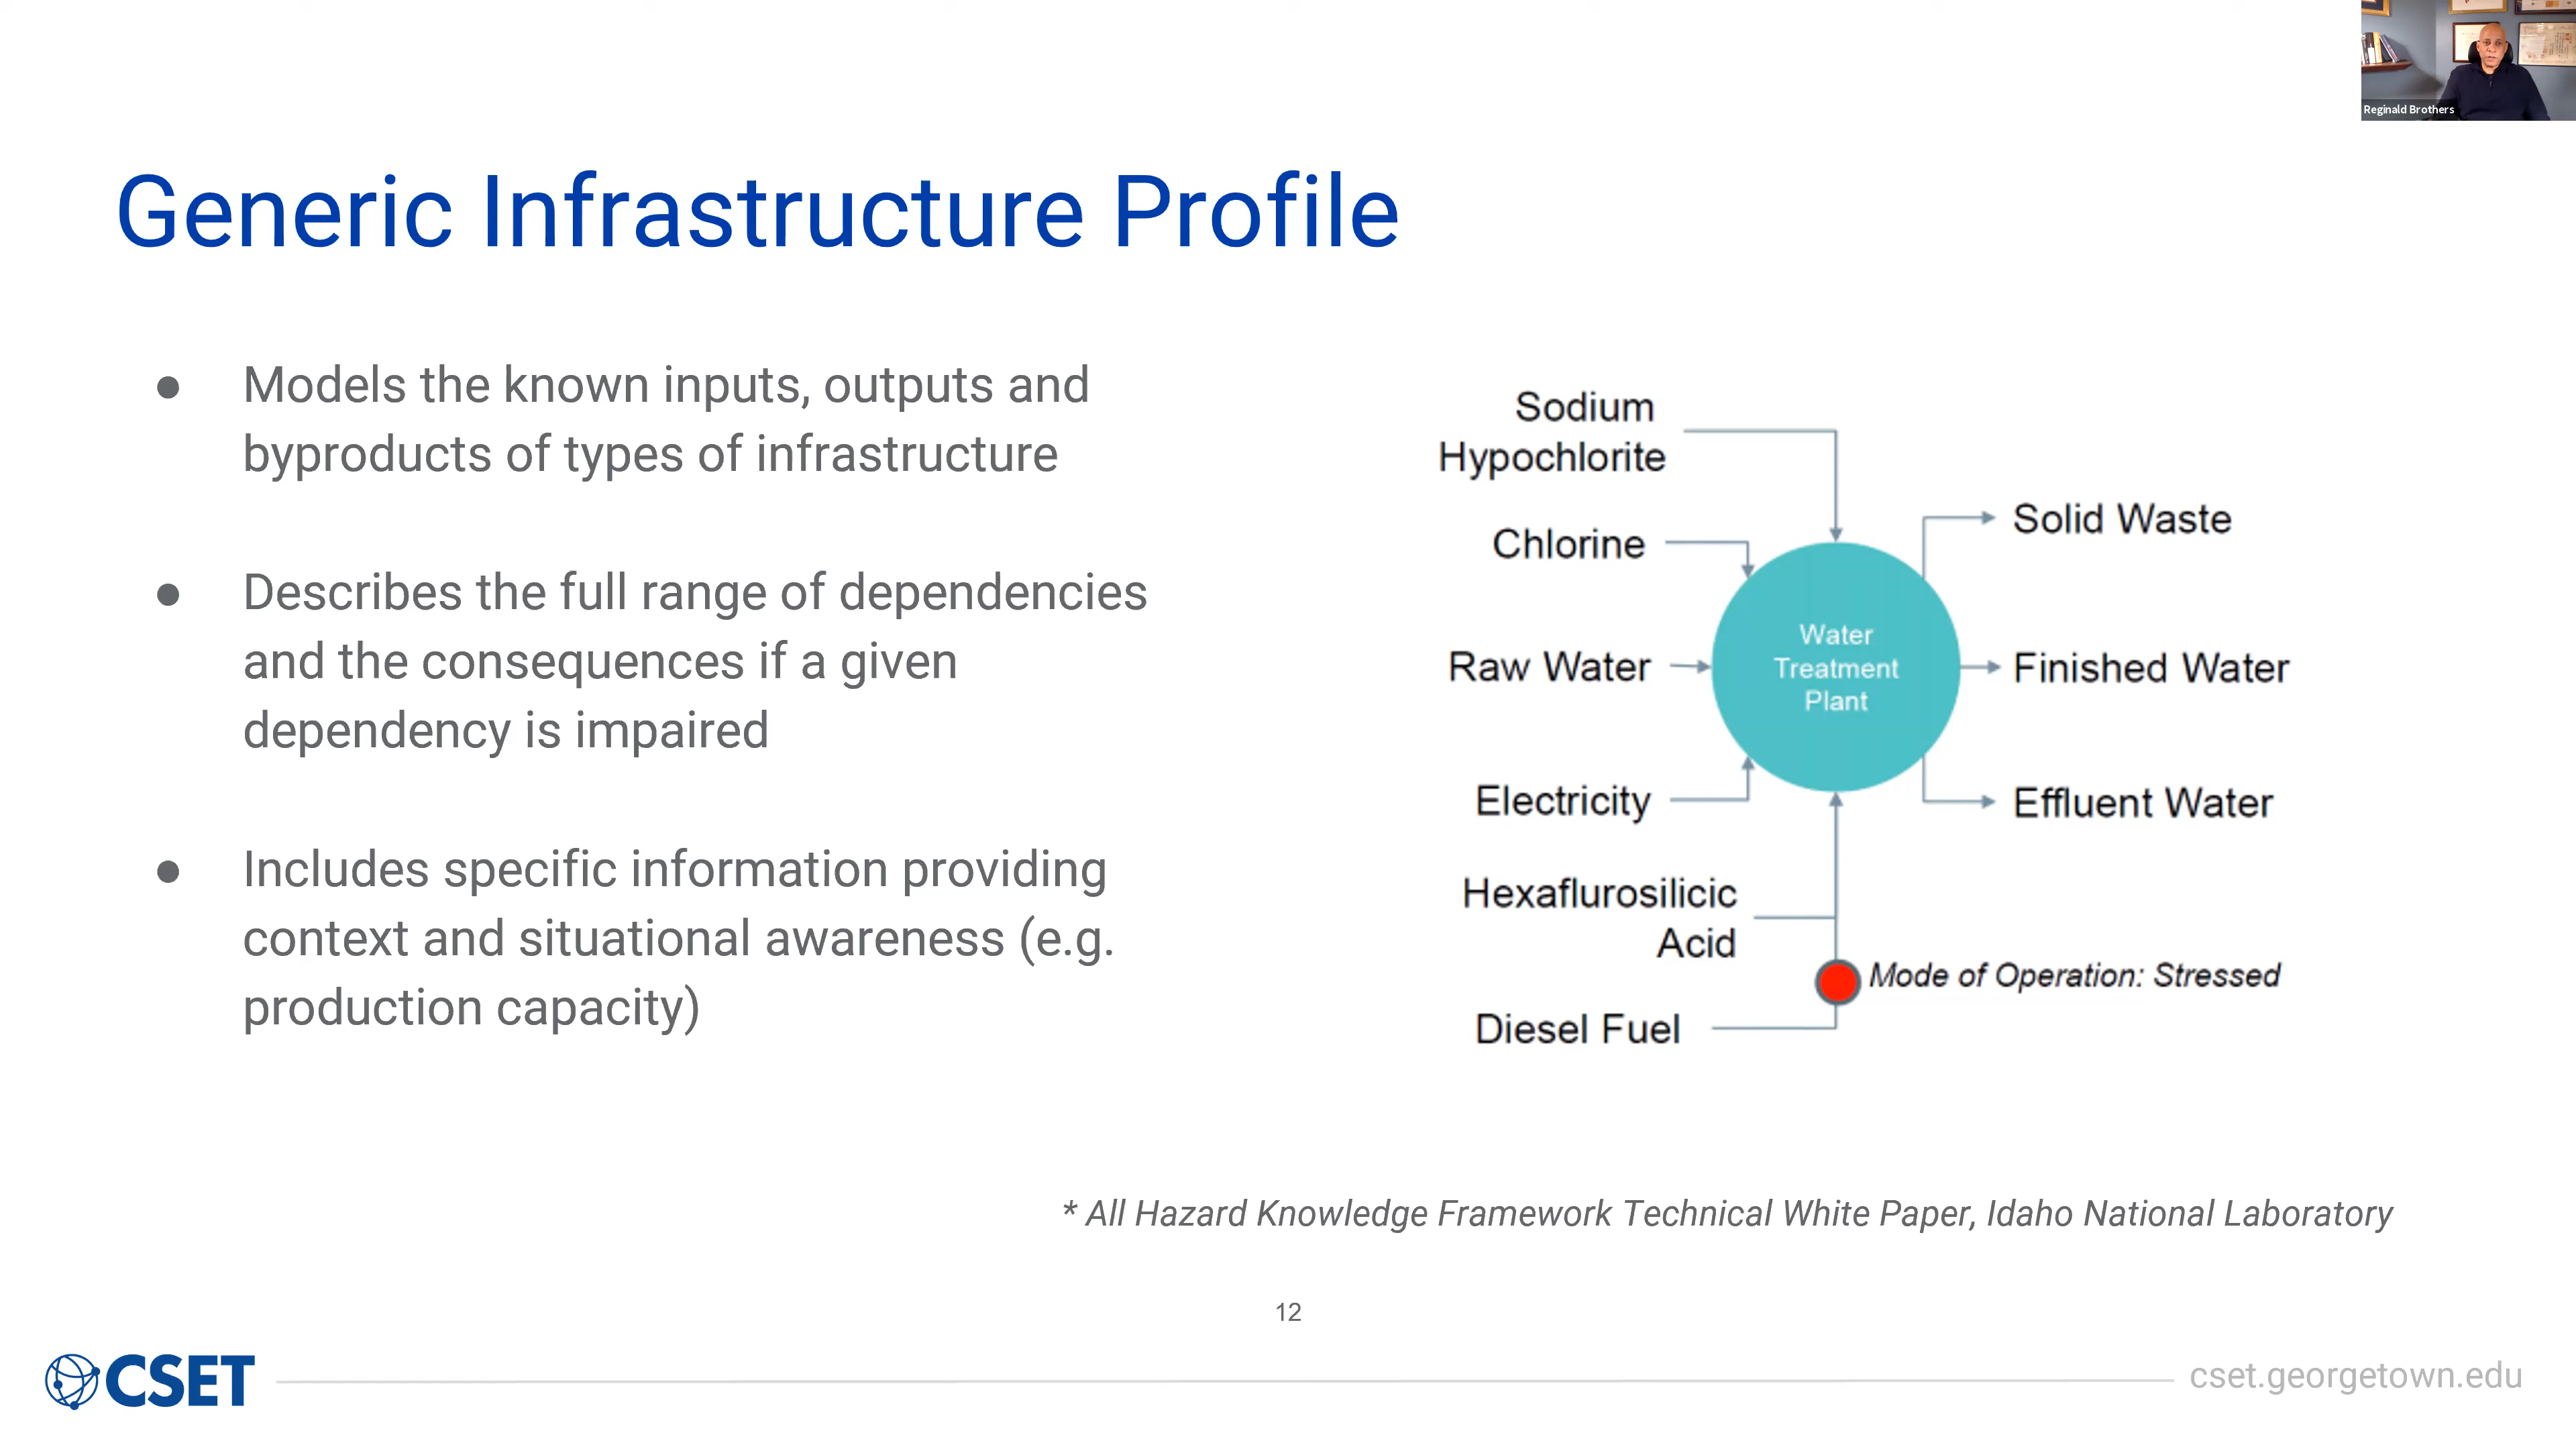 Reginald Brothers
Generic Infrastructure Profile
● Models the known inputs, outputs and
byproducts of types of infrastructure
● Describes the full range of dependencies
and the consequences if a given
dependency is impaired
● Includes specific information providing
context and situational awareness (e.g.
production capacity)
Sodium
Hypochlorite
Chlorine
Raw Water
Electricity
Hexaflurosilicic
Acid
Diesel Fuel
Water
Treatment
Plant
Solid Waste
Finished Water
Effluent Water
Mode of Operation: Stressed
* All Hazard Knowledge Framework Technical White Paper, Idaho National Laboratory
12
CSET
cset.georgetown.edu